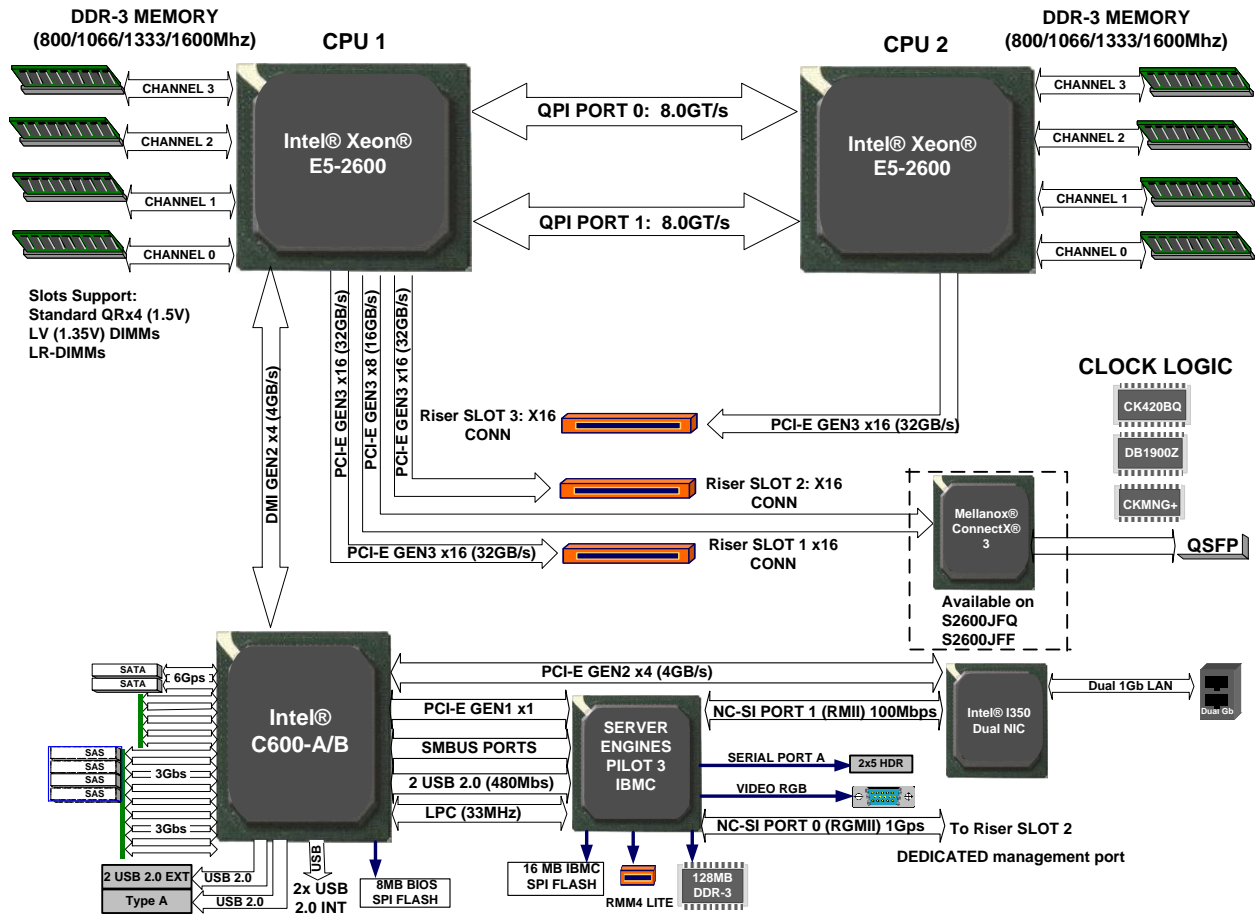 DDR-3 MEMORY
(800/1066/1333/1600Mhz)
CPU 1
CPU 2
DDR-3 MEMORY
(800/1066/1333/1600Mhz)
CHANNEL 3
CHANNEL 2
CHANNEL 1
CHANNEL 0
Intel® Xeon®
E5-2600
QPI PORT 0: 8.0GT/s
QPI PORT 1: 8.0GT/s
Intel® Xeon®
E5-2600
CHANNEL 3
CHANNEL 2
CHANNEL 1
CHANNEL 0
Slots Support:
Standard QRx4 (1.5V)
LV (1.35V) DIMMs
LR-DIMMs
DMI GEN2 x4 (4GB/s)
PCI-E GEN3 x16 (32GB/s)
PCI-E GEN3 x8 (16GB/s)
PCI-E GEN3 x16 (32GB/s)
CLOCK LOGIC
CK420BQ
DB1900Z
CKMNG+
Riser SLOT 3: X16
CONN
PCI-E GEN3 x16 (32GB/s)
Riser SLOT 2: X16
CONN
PCI-E GEN3 x16 (32GB/s)
Riser SLOT 1 x16
CONN
Mellanox®
ConnectX®
3
QSFP
Available on
S2600JFQ
S2600JFF
SATA
SATA
6Gps
SAS
SAS
SAS
SAS
3Gbs
3Gbs
Intel®
C600-A/B
PCI-E GEN2 x4 (4GB/s)
PCI-E GEN1 x1
SMBUS PORTS
2 USB 2.0 (480Mbs)
LPC (33MHz)
SERVER
ENGINES
PILOT 3
IBMC
NC-SI PORT 1 (RMII) 100Mbps
Intel® I350
Dual NIC
Dual 1Gb LAN
Dual Gb
SERIAL PORT A
2x5 HDR
VIDEO RGB
NC-SI PORT 0 (RGMII) 1Gps
To Riser SLOT 2
DEDICATED management port
2 USB 2.0 EXT
USB 2.0
Type A
USB 2.0
USB
2x USB
2.0 INT
8MB BIOS
SPI FLASH
16 MB IBMC
SPI FLASH
RMM4 LITE
128MB
DDR-3